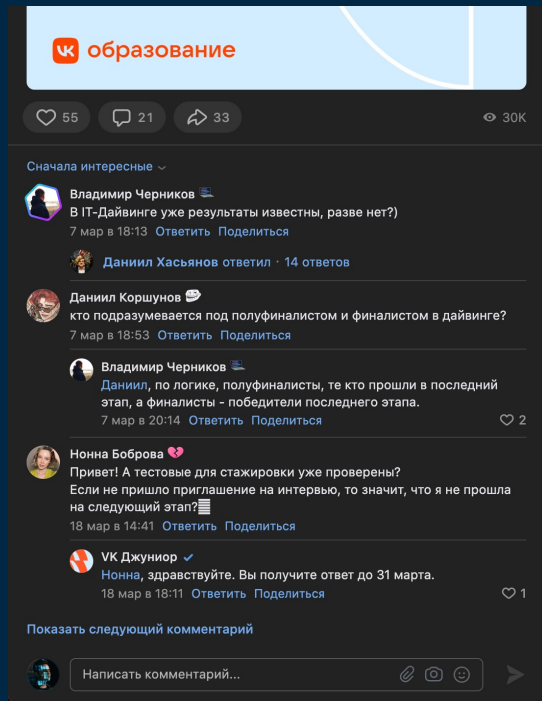 образование
55 21 33 30K
Сначала интересные
Владимир Черников
В IT-Дайвинге уже результаты известны, разве нет?)
7 мар в 18:13 Ответить Поделиться
Даниил Хасьянов ответил · 14 ответов
Даниил Коршунов
кто подразумевается под полуфиналистом и финалистом в дайвинге?
7 мар в 18:53 Ответить Поделиться
Владимир Черников
Даниил, по логике, полуфиналисты, те кто прошли в последний
этап, а финалисты - победители последнего этапа.
7 мар в 20:14 Ответить Поделиться 2
Нонна Боброва
Привет! А тестовые для стажировки уже проверены?
Если не пришло приглашение на интервью, то значит, что я не прошла
на следующий этап?
18 мар в 14:41 Ответить Поделиться
VK Джуниор
Нонна, здравствуйте. Вы получите ответ до 31 марта.
18 мар в 18:11 Ответить Поделиться 1
Показать следующий комментарий
Написать комментарий...